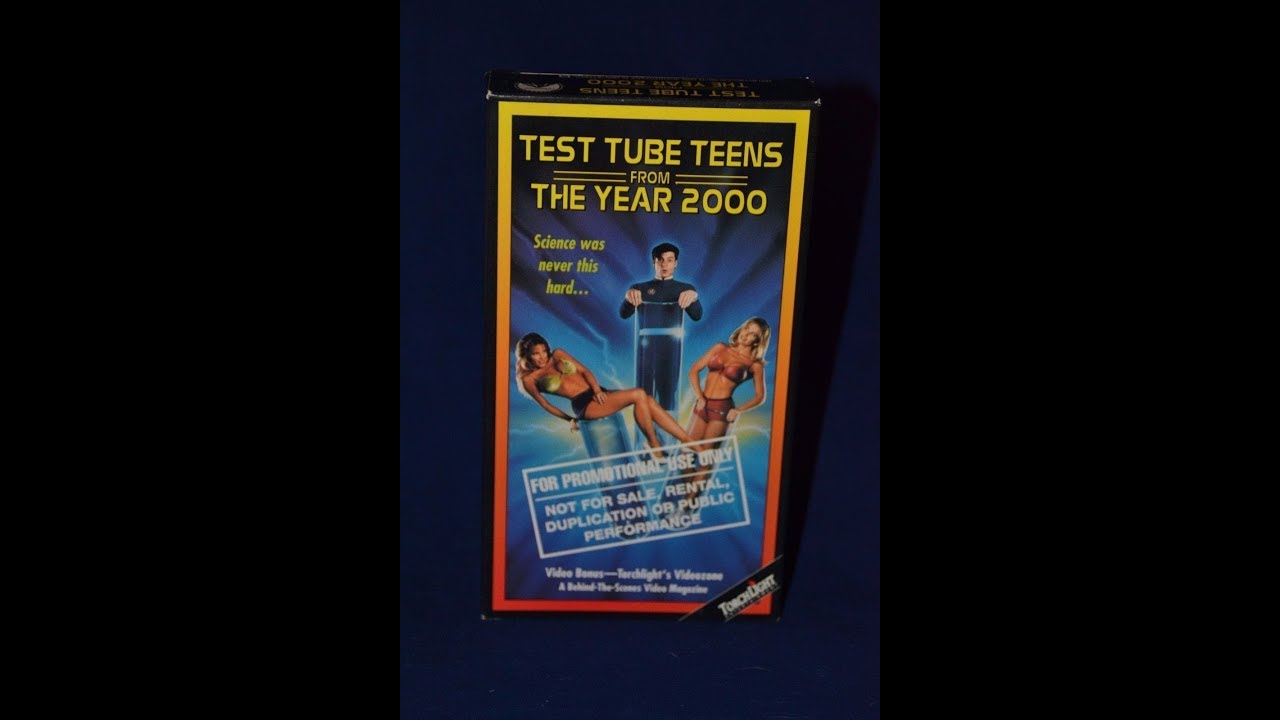 THE YEAR 2000
TEST TUBE TEENS
TEST TUBE TEENS
FROM
THE YEAR 2000
Science was
never this
hard...
FOR PROMOTIONAL USE ONLY
NOT FOR SALE, RENTAL,
DUPLICATION OR PUBLIC
PERFORMANCE
Video Bonus—Torchlight's Videozone
A Behind-The-Scenes Video Magazine
TORCHLIGHT